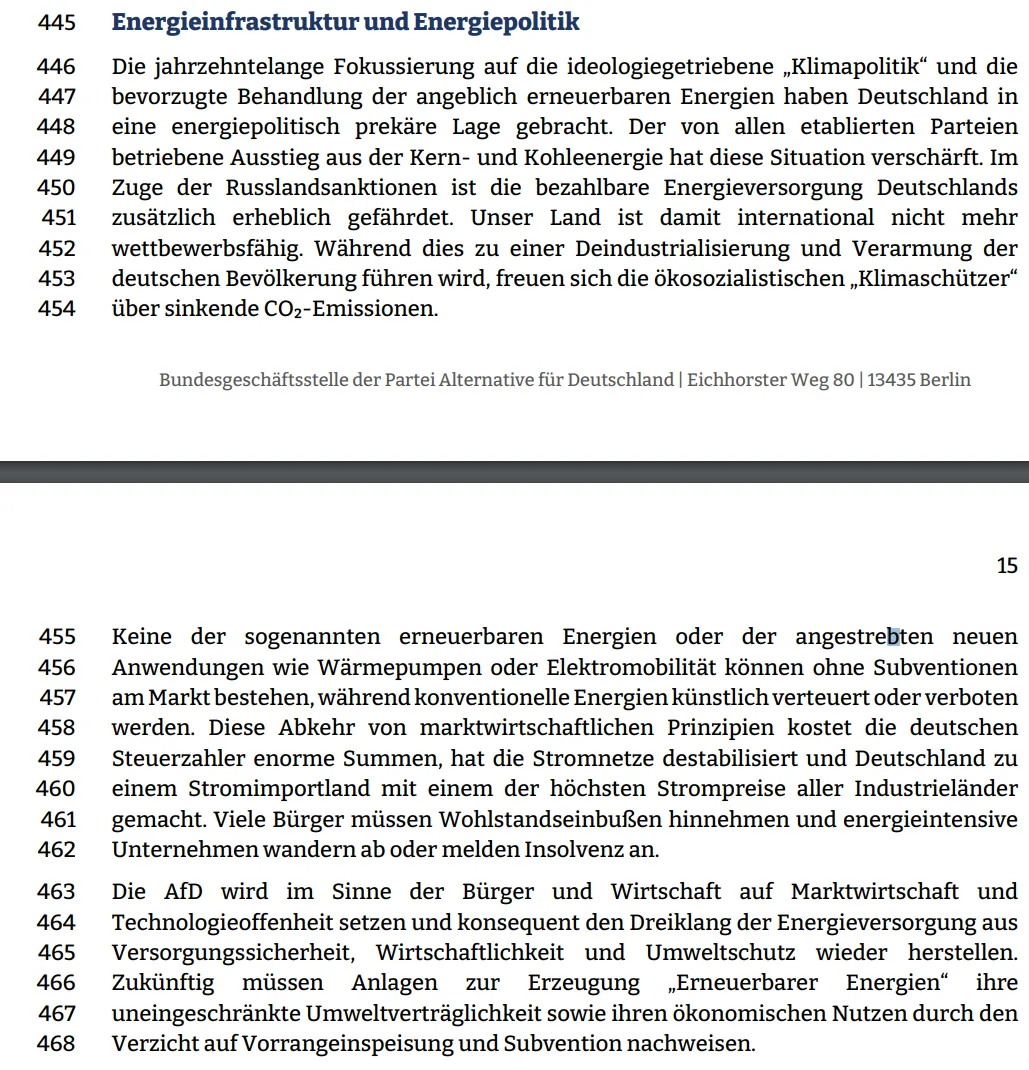 445 Energieinfrastruktur und Energiepolitik
446 Die jahrzehntelange Fokussierung auf die ideologiegetriebene „Klimapolitik“ und die
447 bevorzugte Behandlung der angeblich erneuerbaren Energien haben Deutschland in
448 eine energiepolitisch prekäre Lage gebracht. Der von allen etablierten Parteien
449 betriebene Ausstieg aus der Kern- und Kohleenergie hat diese Situation verschärft. Im
450 Zuge der Russlandsanktionen ist die bezahlbare Energieversorgung Deutschlands
451 zusätzlich erheblich gefährdet. Unser Land ist damit international nicht mehr
452 wettbewerbsfähig. Während dies zu einer Deindustrialisierung und Verarmung der
453 deutschen Bevölkerung führen wird, freuen sich die ökosozialistischen „Klimaschützer“
454 über sinkende CO₂-Emissionen.
Bundesgeschäftsstelle der Partei Alternative für Deutschland | Eichhorster Weg 80 | 13435 Berlin
15
455 Keine der sogenannten erneuerbaren Energien oder der angestrebten neuen
456 Anwendungen wie Wärmepumpen oder Elektromobilität können ohne Subventionen
457 am Markt bestehen, während konventionelle Energien künstlich verteuert oder verboten
458 werden. Diese Abkehr von marktwirtschaftlichen Prinzipien kostet die deutschen
459 Steuerzahler enorme Summen, hat die Stromnetze destabilisiert und Deutschland zu
460 einem Stromimportland mit einem der höchsten Strompreise aller Industrieländer
461 gemacht. Viele Bürger müssen Wohlstandseinbußen hinnehmen und energieintensive
462 Unternehmen wandern ab oder melden Insolvenz an.
463 Die AfD wird im Sinne der Bürger und Wirtschaft auf Marktwirtschaft und
464 Technologieoffenheit setzen und konsequent den Dreiklang der Energieversorgung aus
465 Versorgungssicherheit, Wirtschaftlichkeit und Umweltschutz wieder herstellen.
466 Zukünftig müssen Anlagen zur Erzeugung „Erneuerbarer Energien“ ihre
467 uneingeschränkte Umweltverträglichkeit sowie ihren ökonomischen Nutzen durch den
468 Verzicht auf Vorrangeinspeisung und Subvention nachweisen.